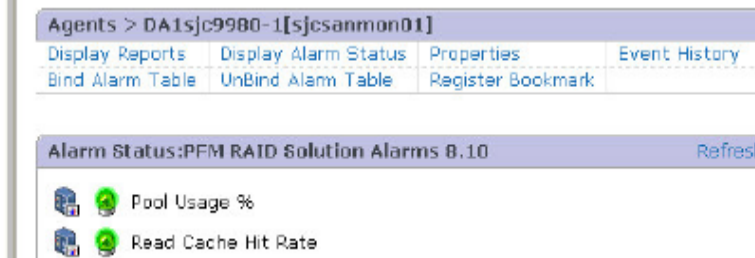 Agents > DA1sjc9980-1[sjcsanmon01]
Display Reports Display Alarm Status Properties Event History
Bind Alarm Table UnBind Alarm Table Register Bookmark
Alarm Status:PFM RAID Solution Alarms 8.10 Refres
Pool Usage %
Read Cache Hit Rate